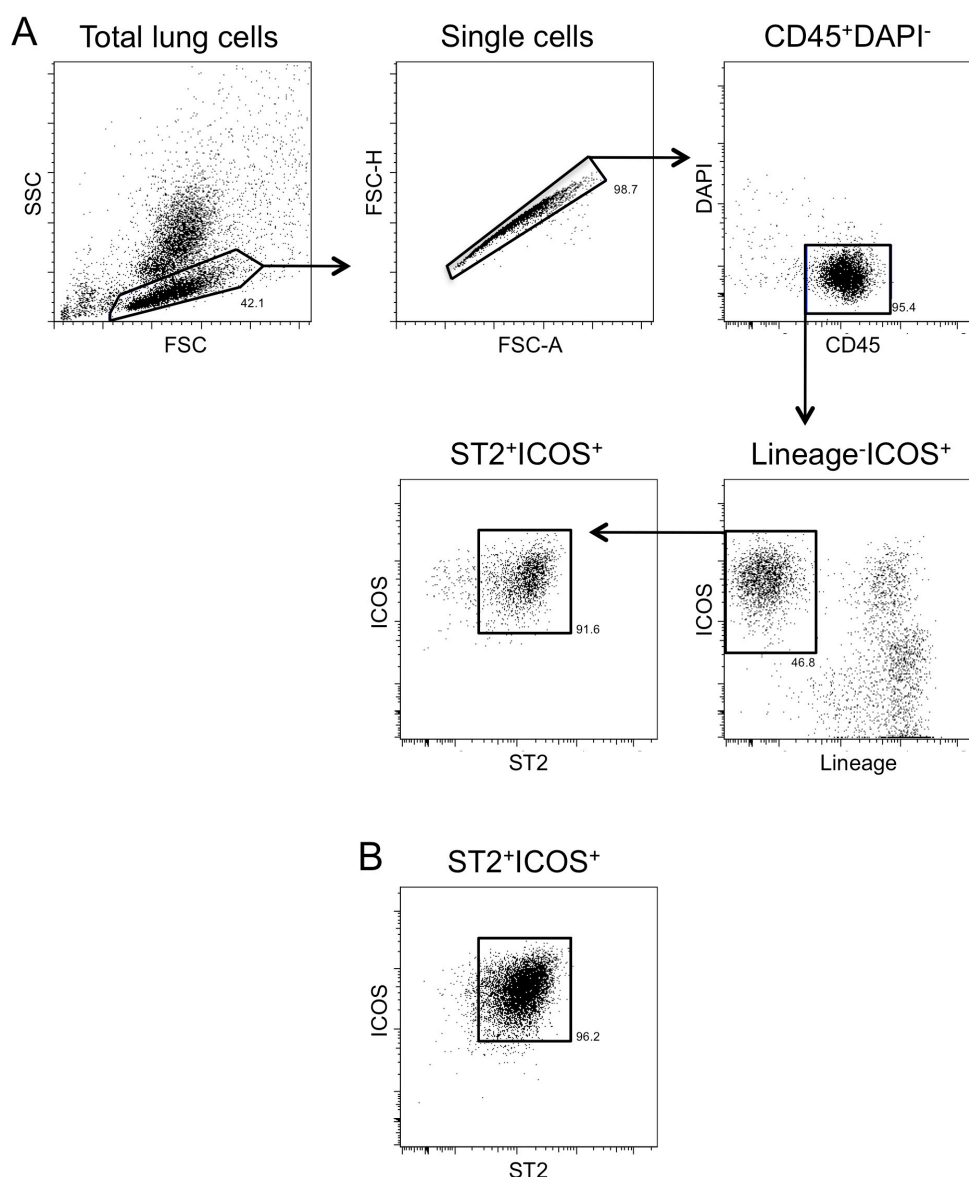 A
Total lung cells
Single cells
CD45⁺DAPI⁻
SSC
42.1
FSC
FSC-H
98.7
FSC-A
DAPI
95.4
CD45
ST2⁺ICOS⁺
Lineage⁻ICOS⁺
ICOS
91.6
ST2
ICOS
46.8
Lineage
B
ST2⁺ICOS⁺
ICOS
96.2
ST2